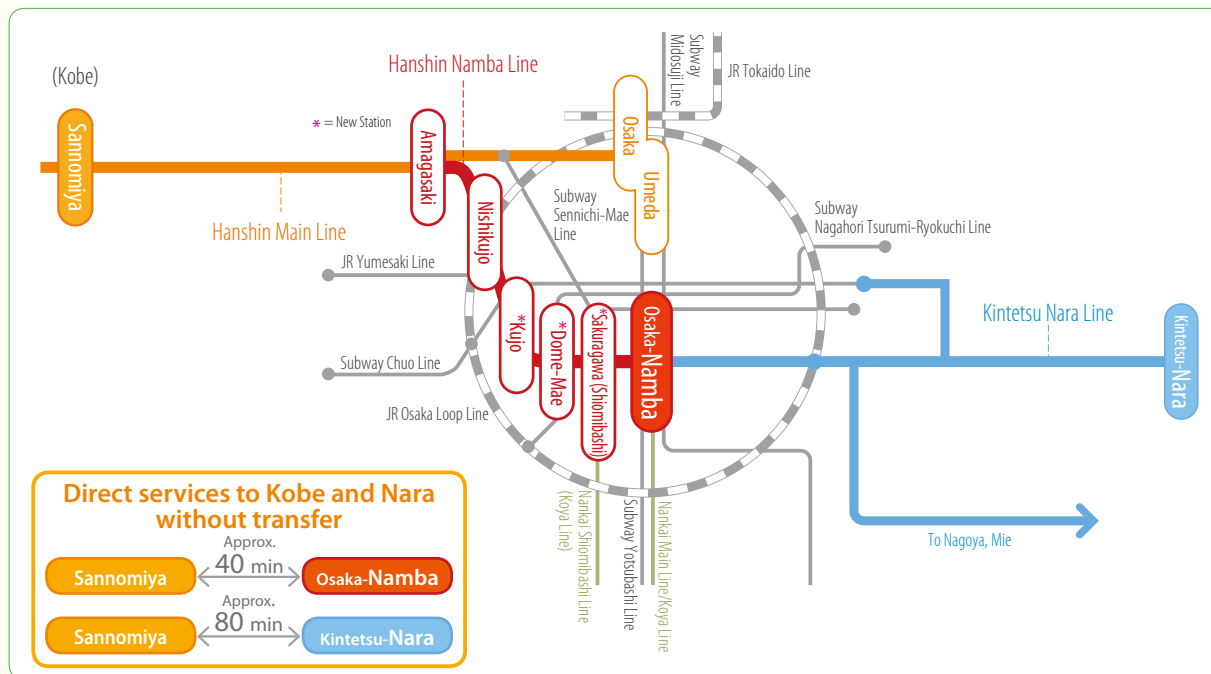 (Kobe)
Sannomiya
Hanshin Namba Line
* = New Station
Amagasaki
Hanshin Main Line
Nishikujo
*Kujo
*Dome-Mae
*Sakuragawa (Shiomibashi)
Osaka-Namba
Osaka
Umeda
Subway
Midosuji Line
JR Tokaido Line
Subway
Sennichi-Mae
Line
Subway
Nagahori Tsurumi-Ryokuchi Line
JR Yumesaki Line
Subway Chuo Line
JR Osaka Loop Line
Kintetsu Nara Line
Kintetsu-Nara
To Nagoya, Mie
Nankai Shiomibashi Line
(Koya Line)
Subway Yotsubashi Line
Nankai Main Line/Koya Line
Direct services to Kobe and Nara
without transfer
Sannomiya
Approx.
40 min
Osaka-Namba
Sannomiya
Approx.
80 min
Kintetsu-Nara